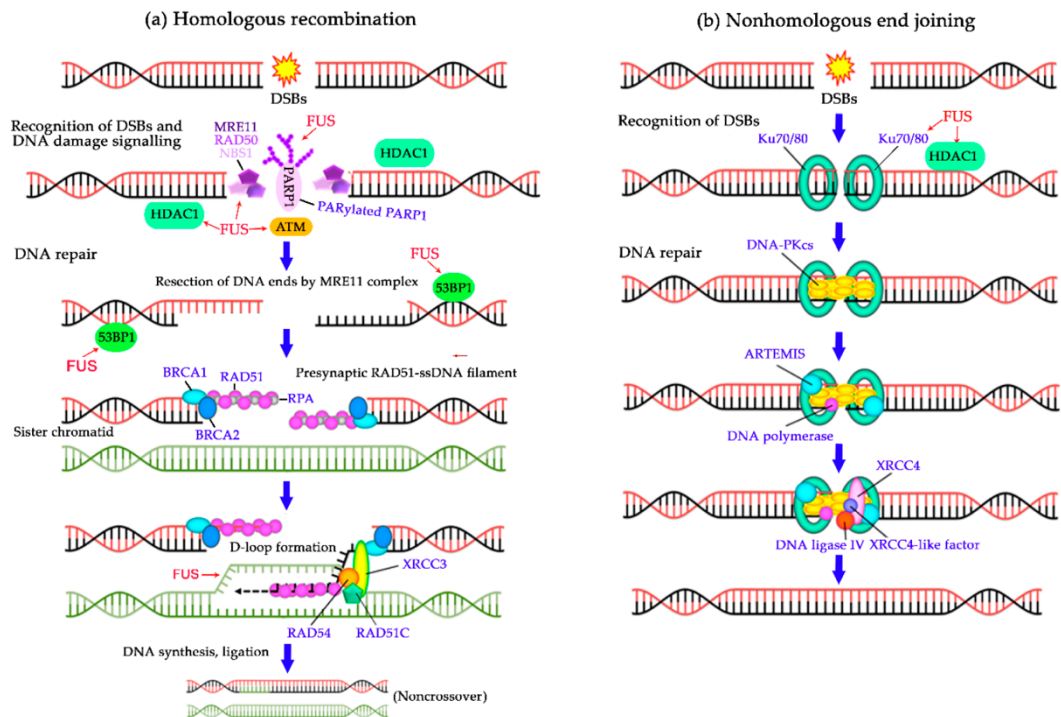 (a) Homologous recombination
DSBs
Recognition of DSBs and
DNA damage signalling
MRE11
RAD50
NBS1
FUS
PARP1
HDAC1
PARylated PARP1
HDAC1
FUS
ATM
DNA repair
Resection of DNA ends by MRE11 complex
FUS
53BP1
53BP1
FUS
BRCA1
RAD51
Presynaptic RAD51-ssDNA filament
RPA
BRCA2
Sister chromatid
D-loop formation
FUS
XRCC3
RAD54
RAD51C
DNA synthesis, ligation
(Noncrossover)
(b) Nonhomologous end joining
DSBs
Recognition of DSBs
FUS
Ku70/80
Ku70/80
HDAC1
DNA repair
DNA-PKcs
ARTEMIS
DNA polymerase
XRCC4
DNA ligase IV
XRCC4-like factor